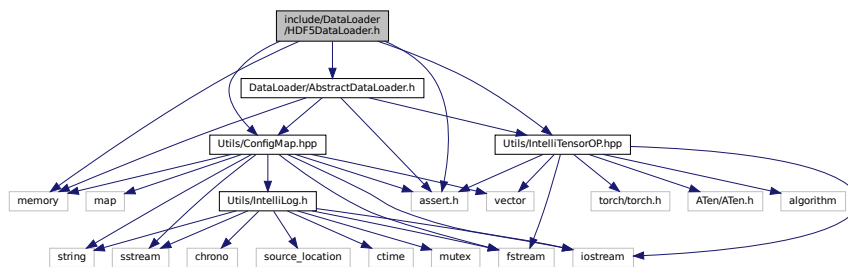 include/DataLoader
/HDF5DataLoader.h
DataLoader/AbstractDataLoader.h
Utils/ConfigMap.hpp
Utils/IntelliTensorOP.hpp
memory
map
Utils/IntelliLog.h
assert.h
vector
torch/torch.h
ATen/ATen.h
algorithm
string
sstream
chrono
source_location
ctime
mutex
fstream
iostream